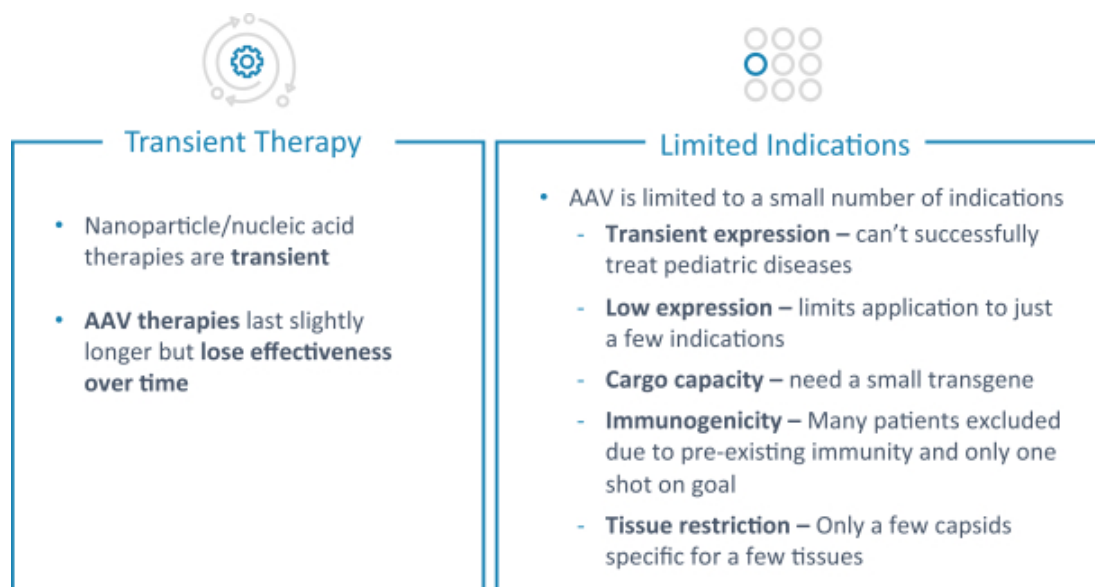 Transient Therapy
• Nanoparticle/nucleic acid
therapies are transient
• AAV therapies last slightly
longer but lose effectiveness
over time
Limited Indications
• AAV is limited to a small number of indications
- Transient expression – can't successfully
treat pediatric diseases
- Low expression – limits application to just
a few indications
- Cargo capacity – need a small transgene
- Immunogenicity – Many patients excluded
due to pre-existing immunity and only one
shot on goal
- Tissue restriction – Only a few capsids
specific for a few tissues